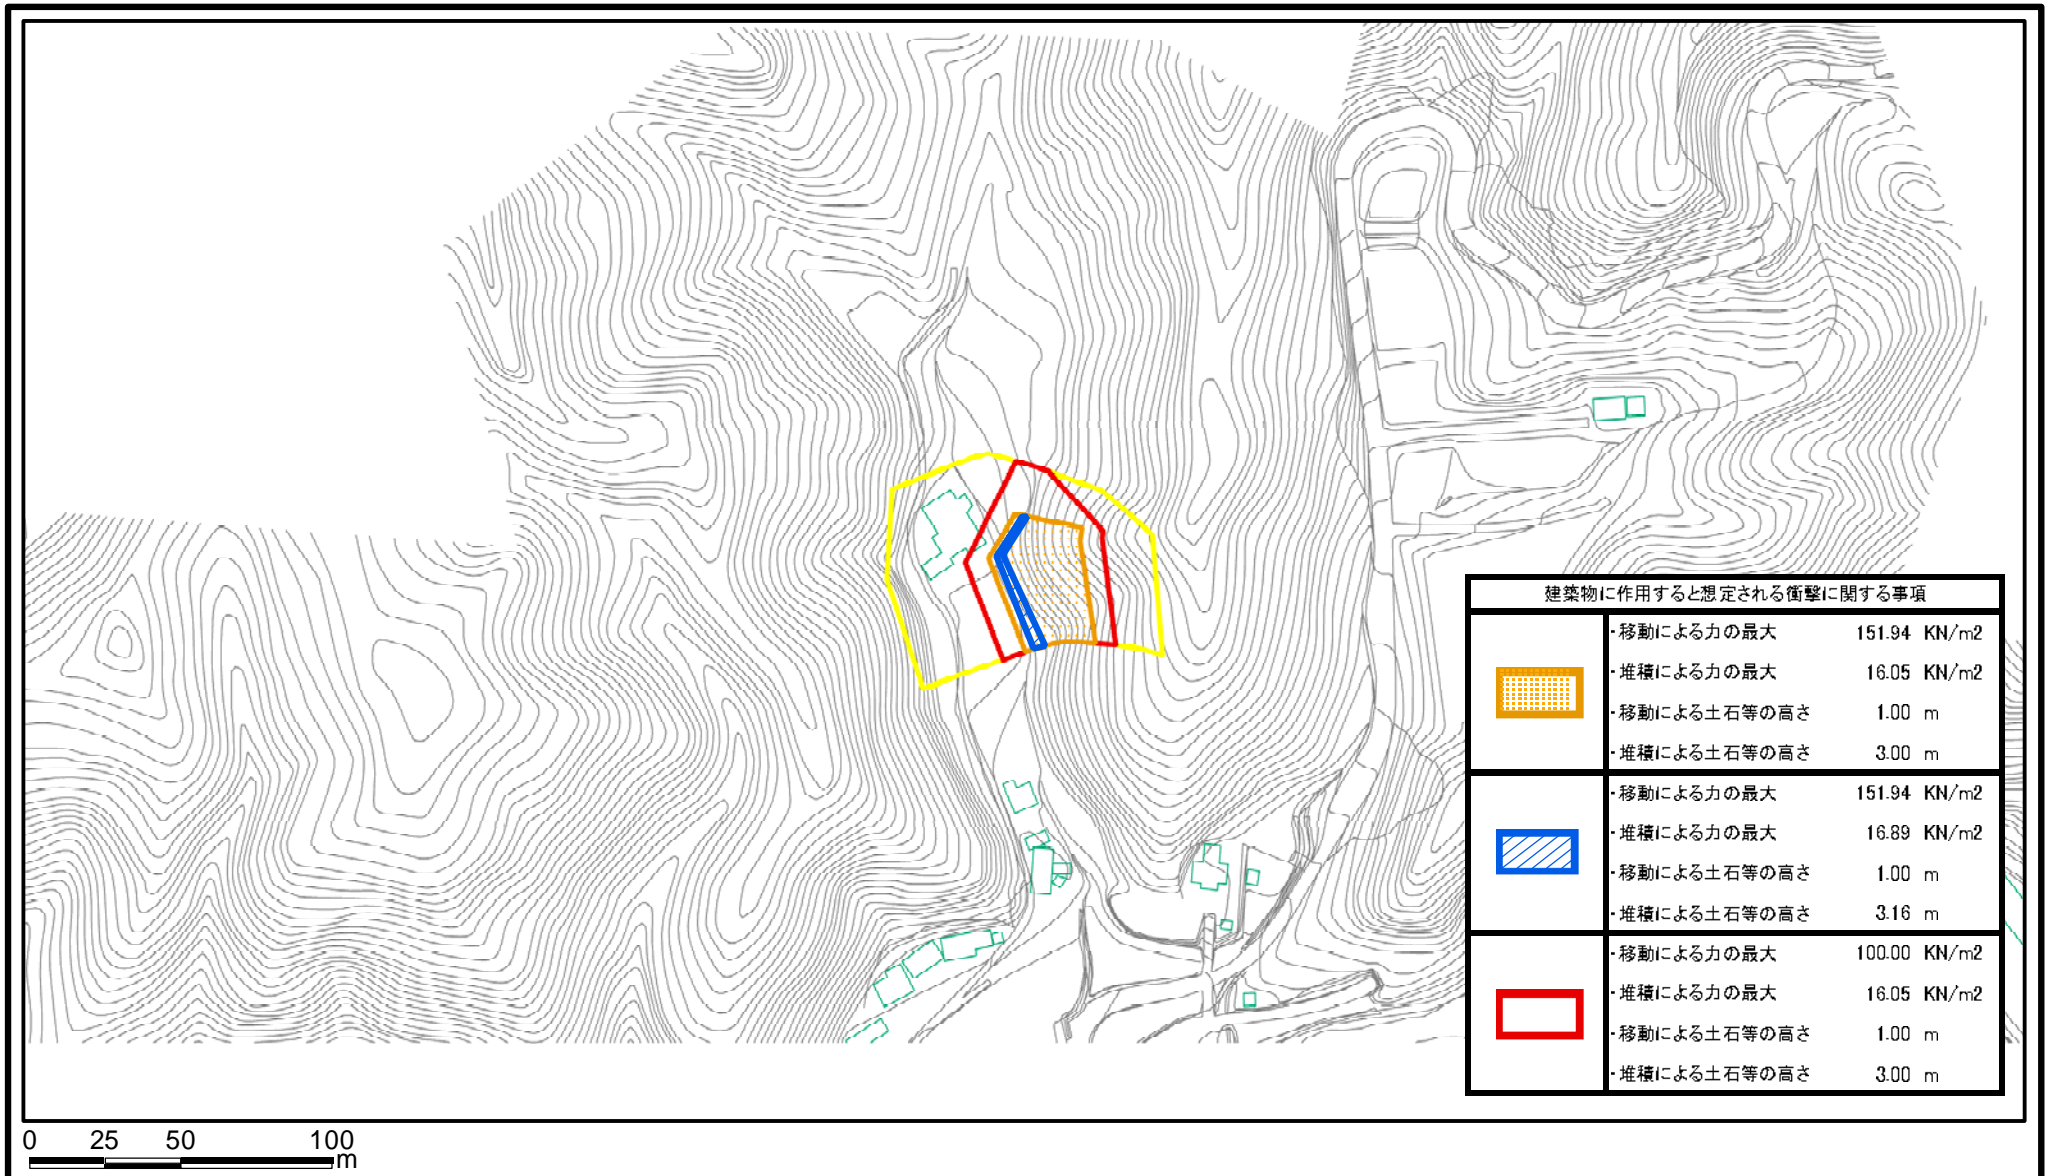 建築物に作用すると想定される衝撃に関する事項
・移動による力の最大 151.94 KN/m2
・堆積による力の最大 16.05 KN/m2
・移動による土石等の高さ 1.00 m
・堆積による土石等の高さ 3.00 m
・移動による力の最大 151.94 KN/m2
・堆積による力の最大 16.89 KN/m2
・移動による土石等の高さ 1.00 m
・堆積による土石等の高さ 3.16 m
・移動による力の最大 100.00 KN/m2
・堆積による力の最大 16.05 KN/m2
・移動による土石等の高さ 1.00 m
・堆積による土石等の高さ 3.00 m
0 25 50 100
m